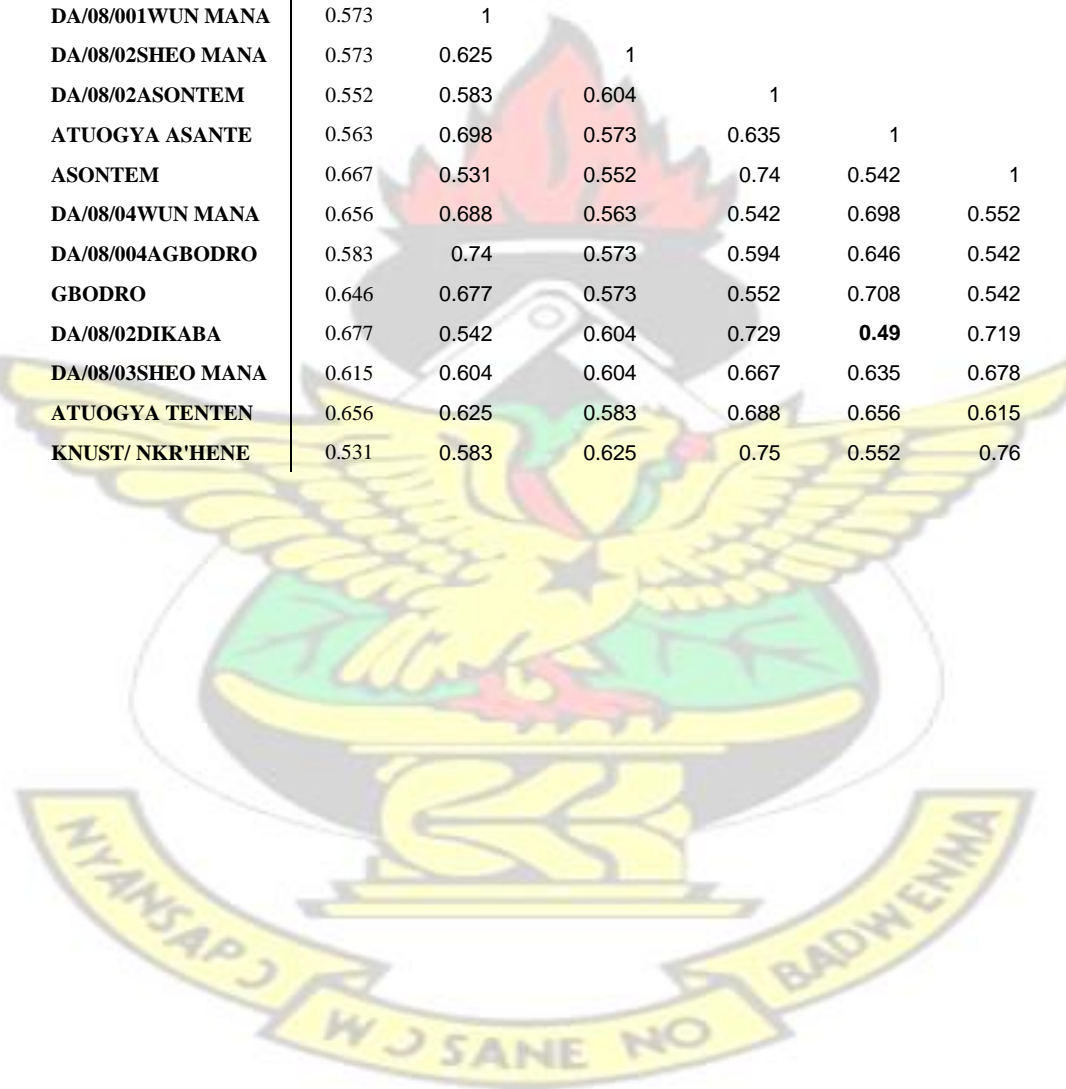 DA/08/001WUN MANA 0.573 1
DA/08/02SHEO MANA 0.573 0.625 1
DA/08/02ASONTEM 0.552 0.583 0.604 1
ATUOGYA ASANTE 0.563 0.698 0.573 0.635 1
ASONTEM 0.667 0.531 0.552 0.74 0.542 1
DA/08/04WUN MANA 0.656 0.688 0.563 0.542 0.698 0.552
DA/08/004AGBODRO 0.583 0.74 0.573 0.594 0.646 0.542
GBODRO 0.646 0.677 0.573 0.552 0.708 0.542
DA/08/02DIKABA 0.677 0.542 0.604 0.729 0.49 0.719
DA/08/03SHEO MANA 0.615 0.604 0.604 0.667 0.635 0.678
ATUOGYA TENTEN 0.656 0.625 0.583 0.688 0.656 0.615
KNUST/ NKR'HENE 0.531 0.583 0.625 0.75 0.552 0.76
NYANSAPƆ WƆSANE NO BADWENMA